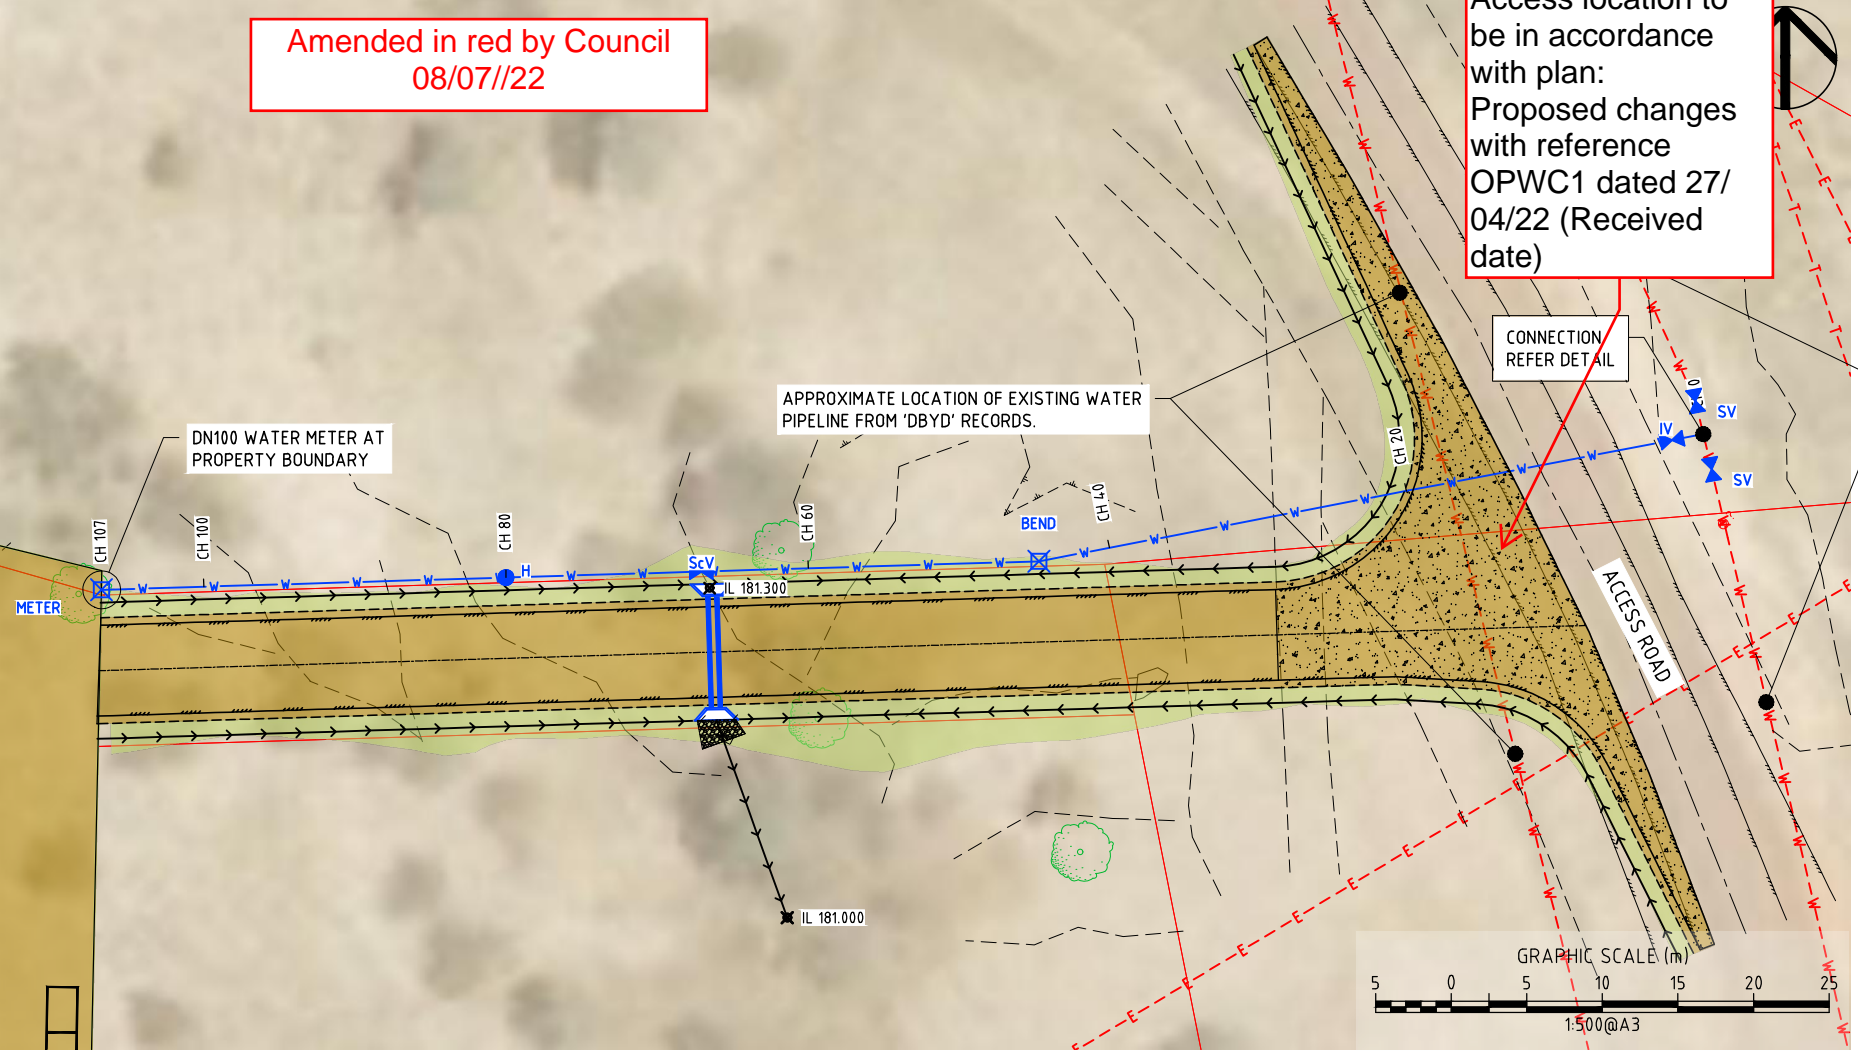 Amended in red by Council
08/07//22
Access location to
be in accordance
with plan:
Proposed changes
with reference
OPWC1 dated 27/
04/22 (Received
date)
CONNECTION
REFER DETAIL
APPROXIMATE LOCATION OF EXISTING WATER
PIPELINE FROM 'DBYD' RECORDS.
DN100 WATER METER AT
PROPERTY BOUNDARY
CH 107
CH 100
CH 80
CH 60
CH 40
CH 20
SV
IV
SV
BEND
H
ScV
METER
IL 181.300
IL 181.000
ACCESS ROAD
GRAPHIC SCALE (m)
5 0 5 10 15 20 25
1:500@A3